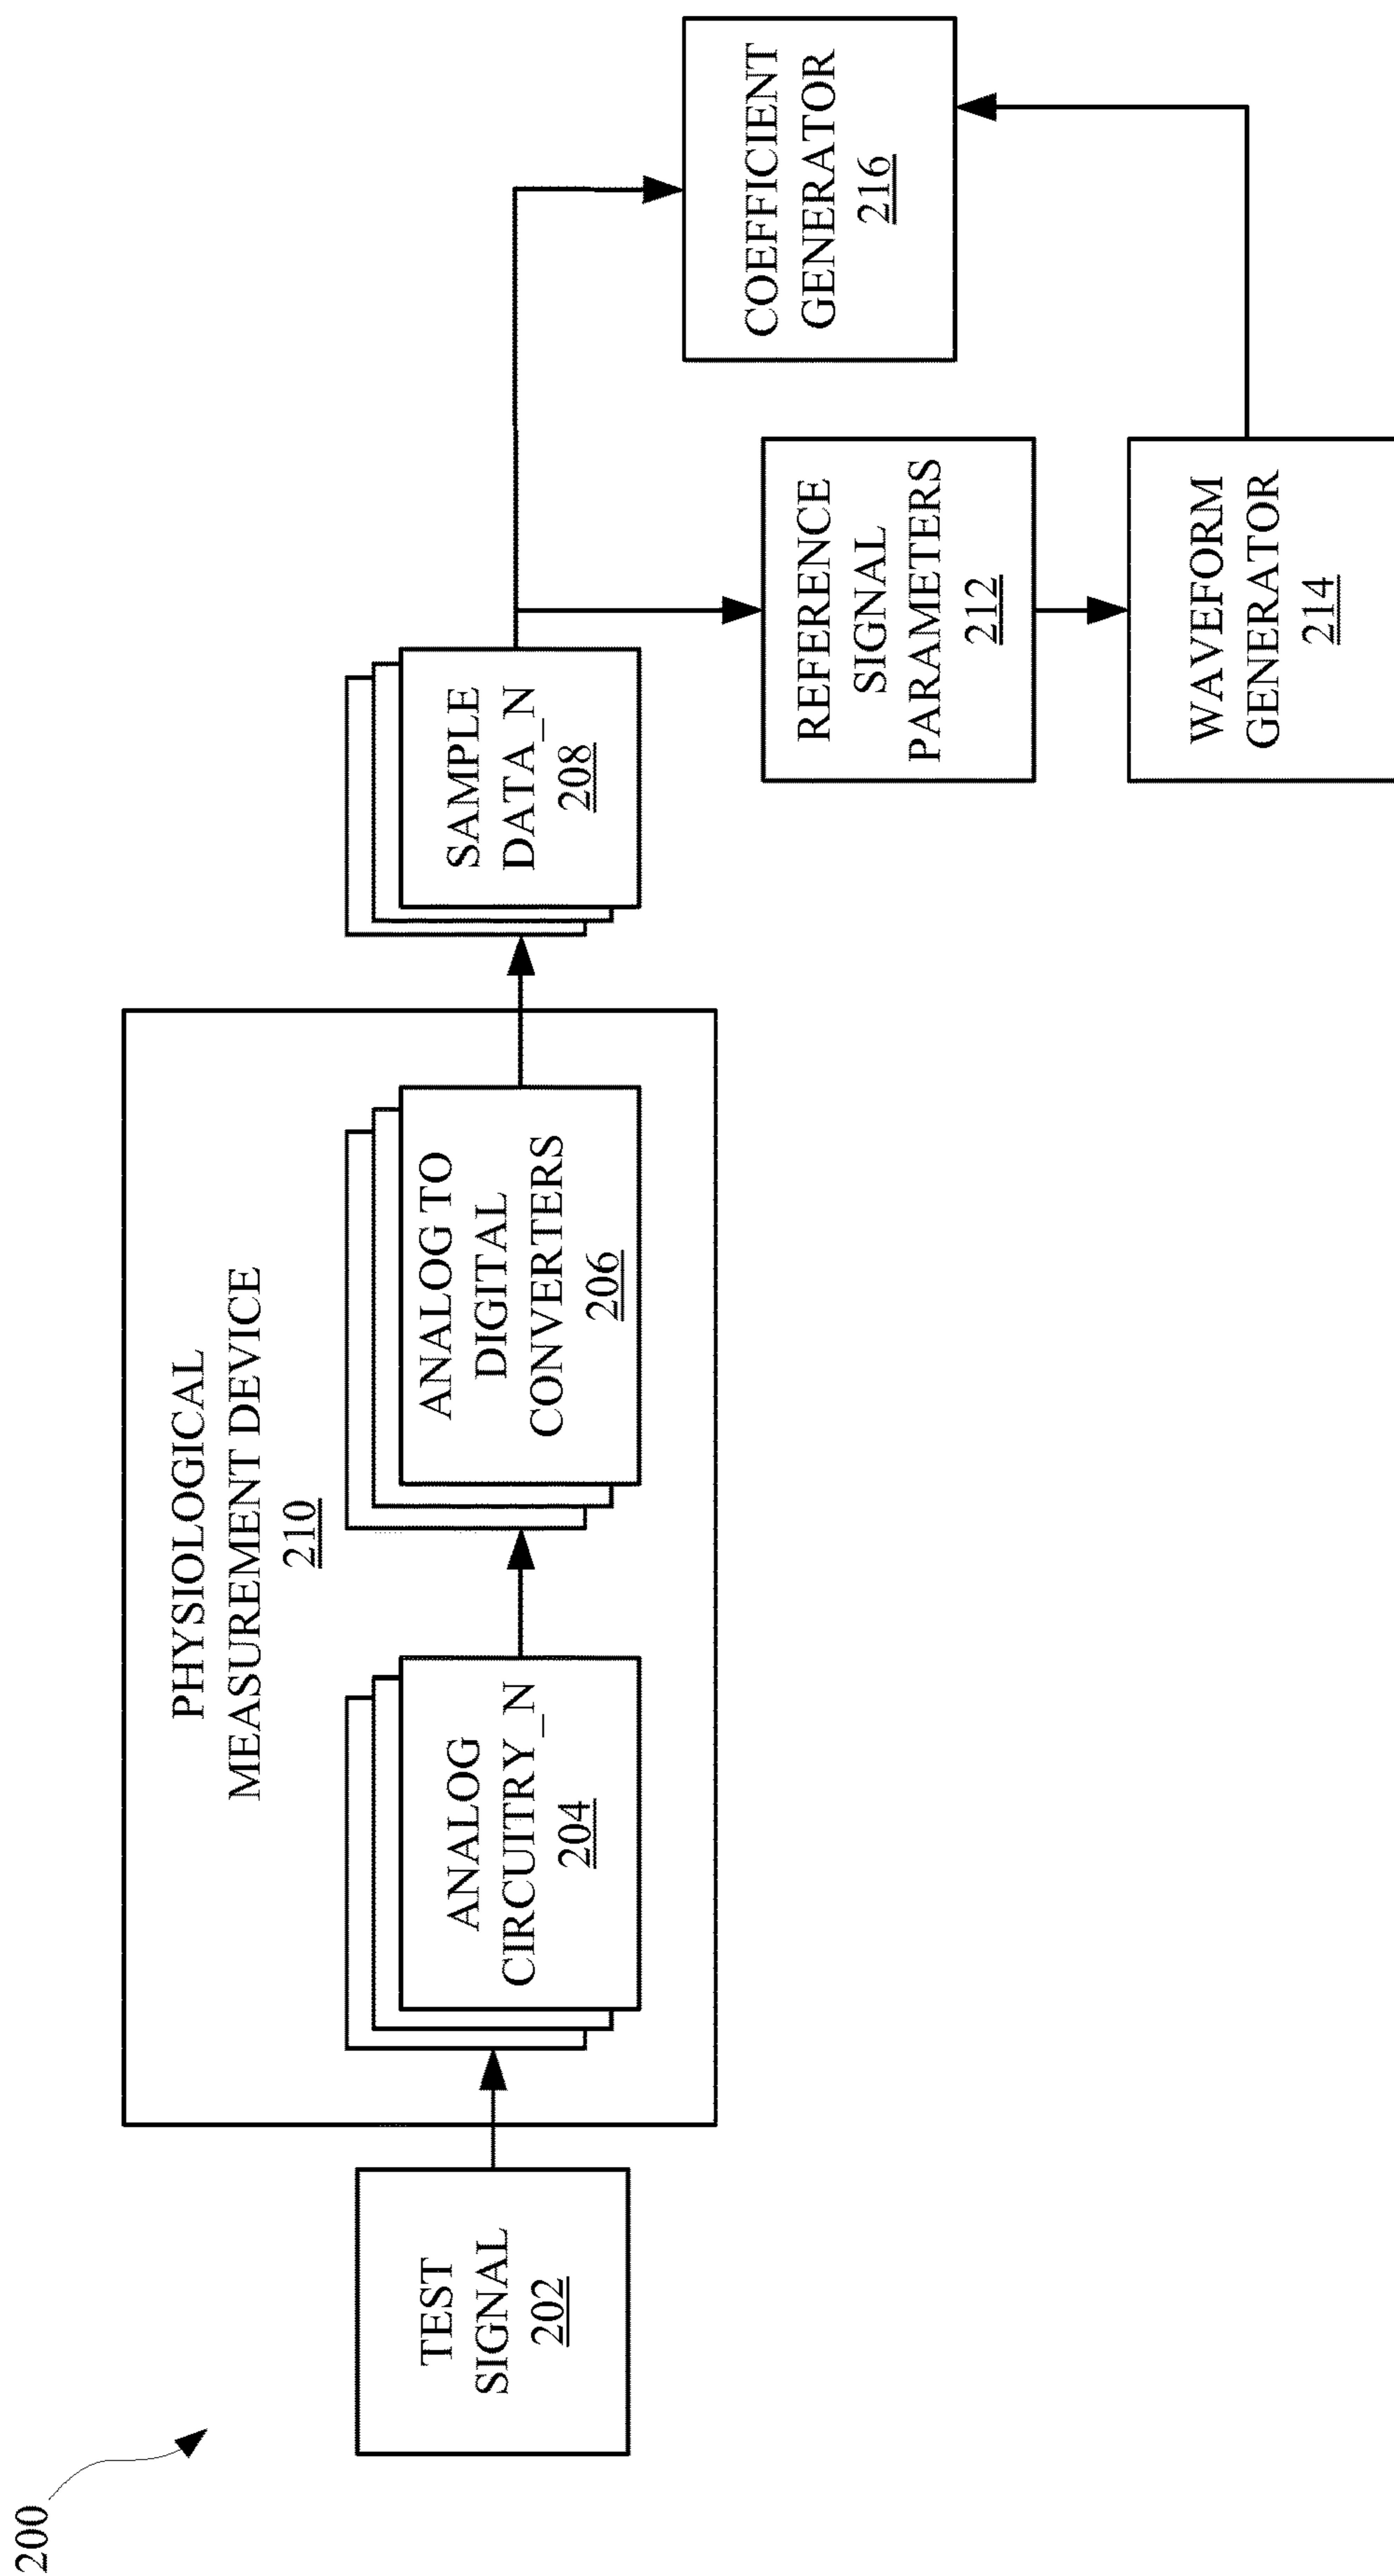 200
TEST
SIGNAL
202
PHYSIOLOGICAL
MEASUREMENT DEVICE
210
ANALOG
CIRCUITRY_N
204
ANALOG TO
DIGITAL
CONVERTERS
206
SAMPLE
DATA_N
208
REFERENCE
SIGNAL
PARAMETERS
212
WAVEFORM
GENERATOR
214
COEFFICIENT
GENERATOR
216